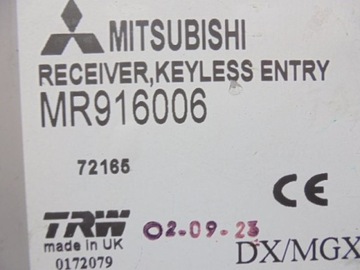 MITSUBISHI
RECEIVER,KEYLESS ENTRY
MR916006
72165
CE
TRW 02.09.23
made in UK
DX/MGX
0172079